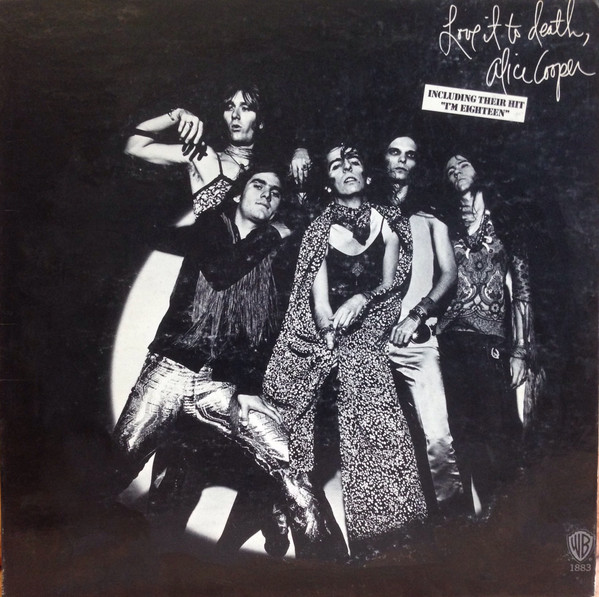 Love it to death,
Alice Cooper
INCLUDING THEIR HIT
"I'M EIGHTEEN"
WB
1883